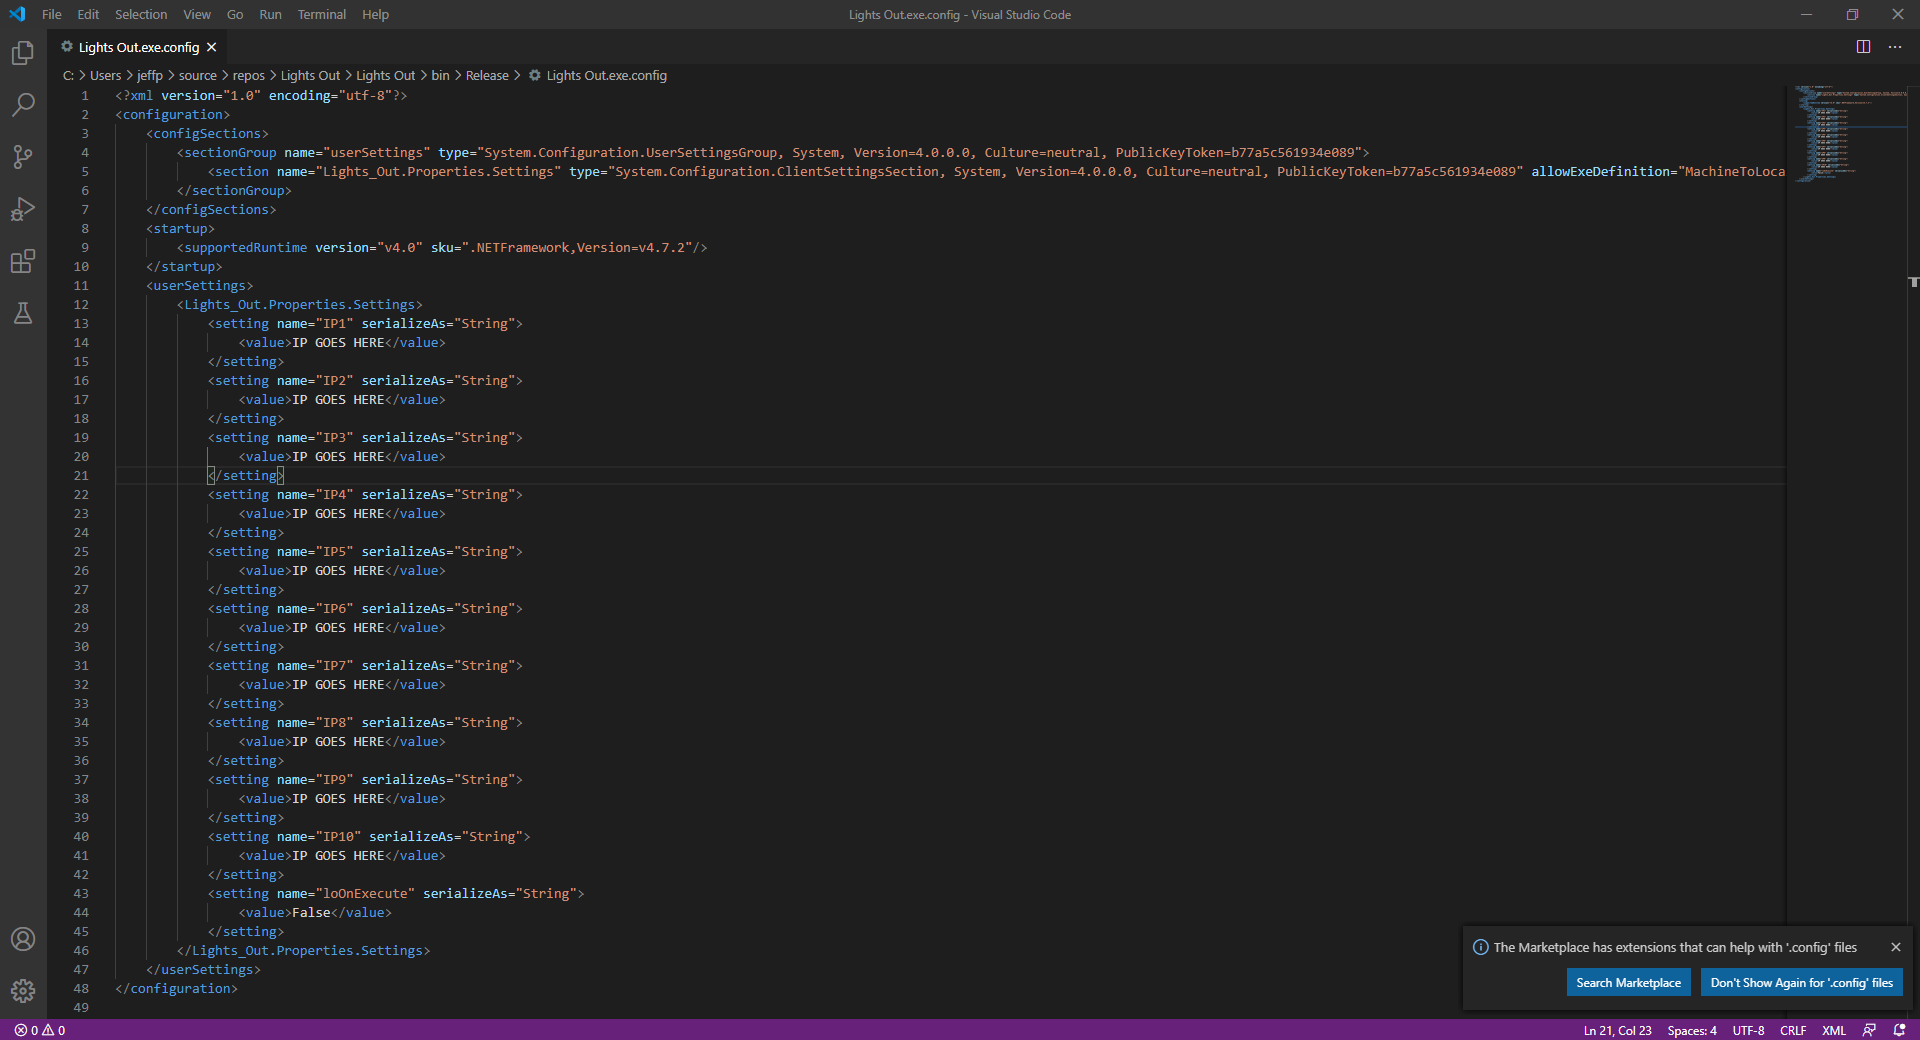 File Edit Selection View Go Run Terminal Help
Lights Out.exe.config - Visual Studio Code
Lights Out.exe.config
C: > Users > jeffp > source > repos > Lights Out > Lights Out > bin > Release > Lights Out.exe.config
1 <?xml version="1.0" encoding="utf-8"?>
2 <configuration>
3 <configSections>
4 <sectionGroup name="userSettings" type="System.Configuration.UserSettingsGroup, System, Version=4.0.0.0, Culture=neutral, PublicKeyToken=b77a5c561934e089">
5 <section name="Lights_Out.Properties.Settings" type="System.Configuration.ClientSettingsSection, System, Version=4.0.0.0, Culture=neutral, PublicKeyToken=b77a5c561934e089" allowExeDefinition="MachineToLoca
6 </sectionGroup>
7 </configSections>
8 <startup>
9 <supportedRuntime version="v4.0" sku=".NETFramework,Version=v4.7.2"/>
10 </startup>
11 <userSettings>
12 <Lights_Out.Properties.Settings>
13 <setting name="IP1" serializeAs="String">
14 <value>IP GOES HERE</value>
15 </setting>
16 <setting name="IP2" serializeAs="String">
17 <value>IP GOES HERE</value>
18 </setting>
19 <setting name="IP3" serializeAs="String">
20 <value>IP GOES HERE</value>
21 </setting>
22 <setting name="IP4" serializeAs="String">
23 <value>IP GOES HERE</value>
24 </setting>
25 <setting name="IP5" serializeAs="String">
26 <value>IP GOES HERE</value>
27 </setting>
28 <setting name="IP6" serializeAs="String">
29 <value>IP GOES HERE</value>
30 </setting>
31 <setting name="IP7" serializeAs="String">
32 <value>IP GOES HERE</value>
33 </setting>
34 <setting name="IP8" serializeAs="String">
35 <value>IP GOES HERE</value>
36 </setting>
37 <setting name="IP9" serializeAs="String">
38 <value>IP GOES HERE</value>
39 </setting>
40 <setting name="IP10" serializeAs="String">
41 <value>IP GOES HERE</value>
42 </setting>
43 <setting name="loOnExecute" serializeAs="String">
44 <value>False</value>
45 </setting>
46 </Lights_Out.Properties.Settings>
47 </userSettings>
48 </configuration>
49
The Marketplace has extensions that can help with '.config' files
Search Marketplace
Don't Show Again for '.config' files
0 0
Ln 21, Col 23 Spaces: 4 UTF-8 CRLF XML